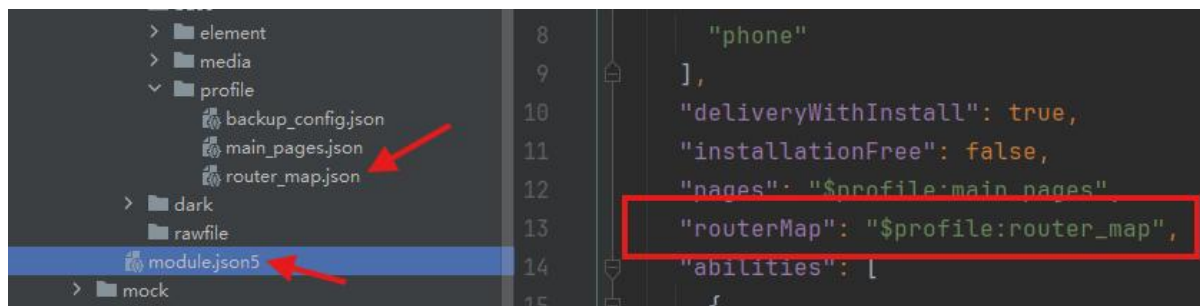 element
media
profile
backup_config.json
main_pages.json
router_map.json
dark
rawfile
module.json5
mock
8 "phone"
9 ],
10 "deliveryWithInstall": true,
11 "installationFree": false,
12 "pages": "$profile:main_pages",
13 "routerMap": "$profile:router_map",
14 "abilities": [
15 {